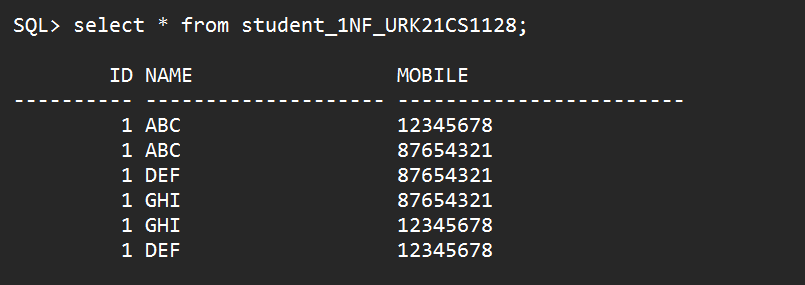 SQL> select * from student_1NF_URK21CS1128;
ID NAME MOBILE
---------- -------------------- ------------------------
1 ABC 12345678
1 ABC 87654321
1 DEF 87654321
1 GHI 87654321
1 GHI 12345678
1 DEF 12345678